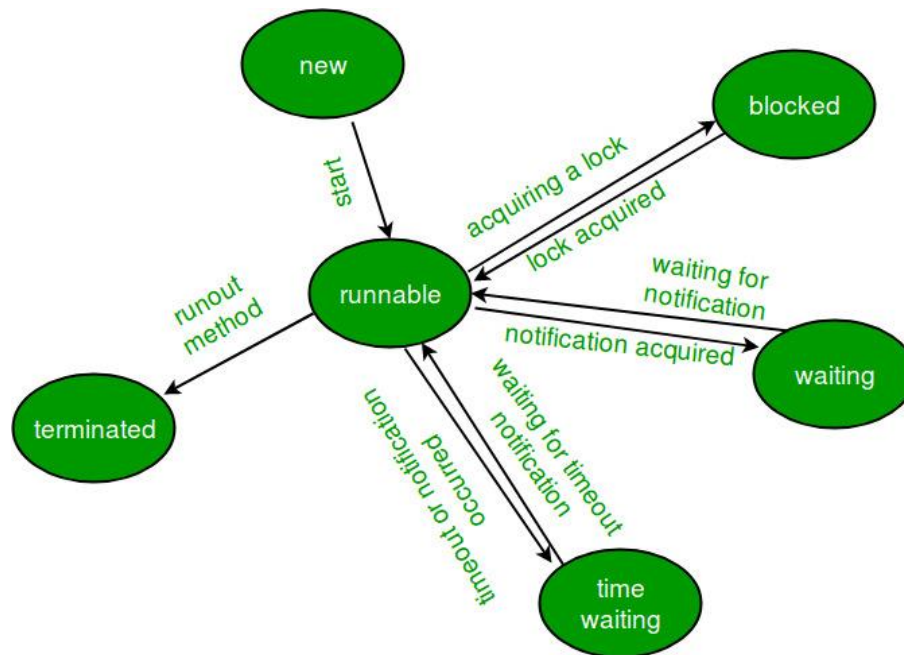 new
blocked
start
acquiring a lock
lock acquired
runnable
waiting for
notification
notification acquired
waiting
runout
method
terminated
timeout or notification
occurred
waiting for timeout
notification
time
waiting